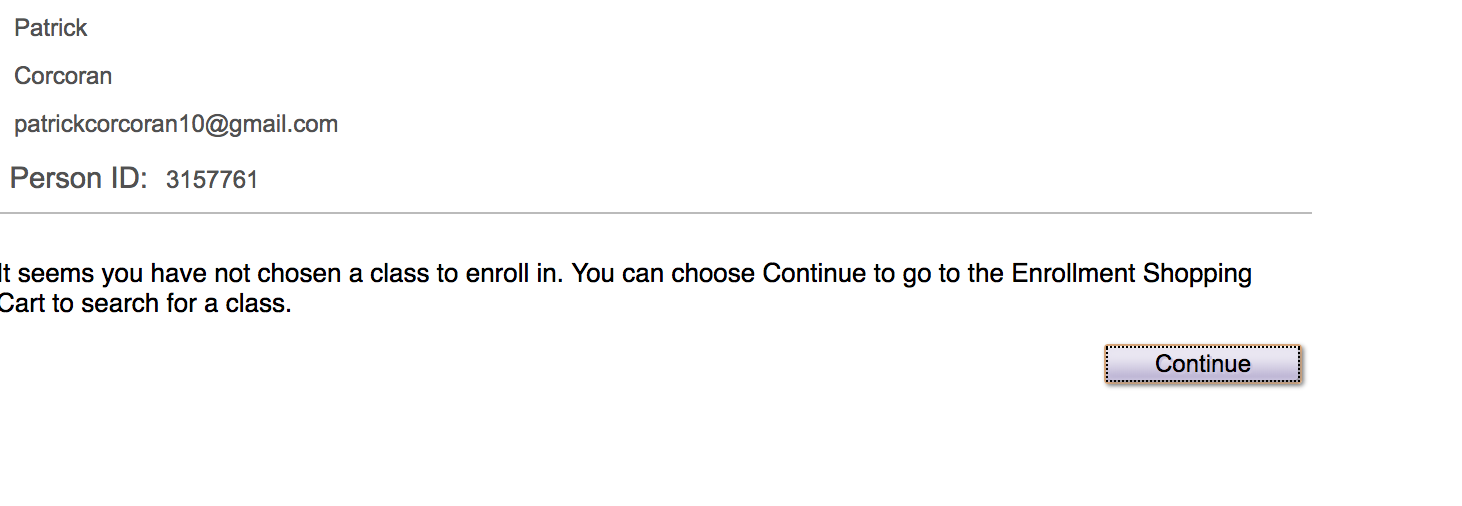 Patrick
Corcoran
patrickcorcoran10@gmail.com
Person ID: 3157761
It seems you have not chosen a class to enroll in. You can choose Continue to go to the Enrollment Shopping
Cart to search for a class.
Continue